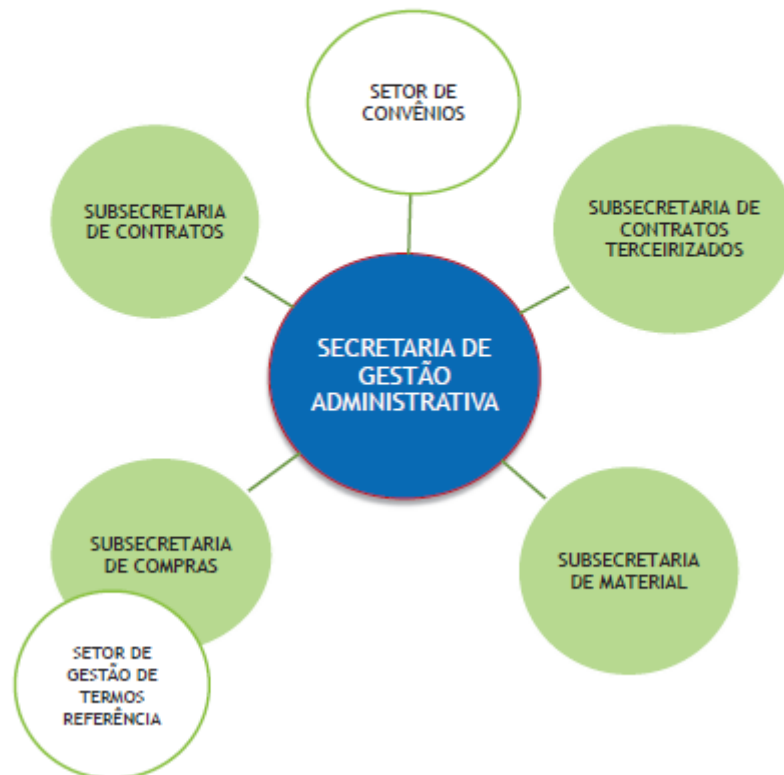 SETOR DE
CONVÊNIOS
SUBSECRETARIA
DE CONTRATOS
SUBSECRETARIA DE
CONTRATOS
TERCEIRIZADOS
SECRETARIA DE
GESTÃO
ADMINISTRATIVA
SUBSECRETARIA
DE COMPRAS
SUBSECRETARIA
DE MATERIAL
SETOR DE
GESTÃO DE
TERMOS
REFERÊNCIA